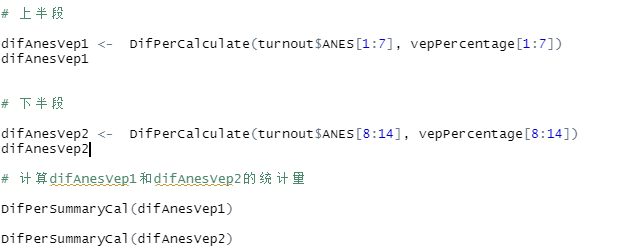 # 上半段
difAnesVep1 <-  DifPerCalculate(turnout$ANES[1:7], vepPercentage[1:7])
difAnesVep1
# 下半段
difAnesVep2 <-  DifPerCalculate(turnout$ANES[8:14], vepPercentage[8:14])
difAnesVep2
# 计算difAnesVep1和difAnesVep2的统计量
DifPerSummaryCal(difAnesVep1)
DifPerSummaryCal(difAnesVep2)